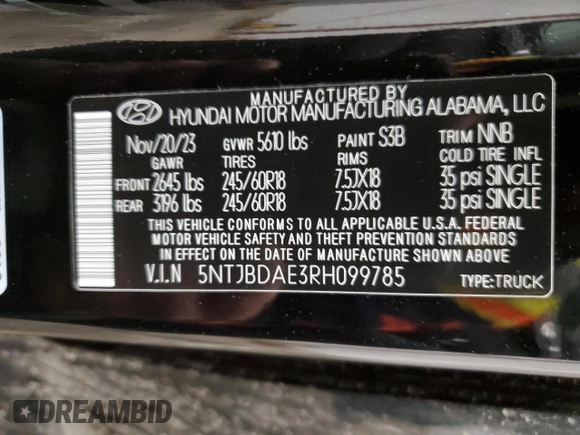 MANUFACTURED BY
HYUNDAI MOTOR MANUFACTURING ALABAMA, LLC
Nov/20/23 GVWR 5610 lbs PAINT S3B TRIM NNB
GAWR TIRES RIMS COLD TIRE INFL
FRONT 2645 lbs 245/60R18 7.5JX18 35 psi SINGLE
REAR 3196 lbs 245/60R18 7.5JX18 35 psi SINGLE
THIS VEHICLE CONFORMS TO ALL APPLICABLE U.S.A. FEDERAL
MOTOR VEHICLE SAFETY AND THEFT PREVENTION STANDARDS
IN EFFECT ON THE DATE OF MANUFACTURE SHOWN ABOVE.
V.I.N 5NTJBDAE3RH099785 TYPE:TRUCK
DREAMBID